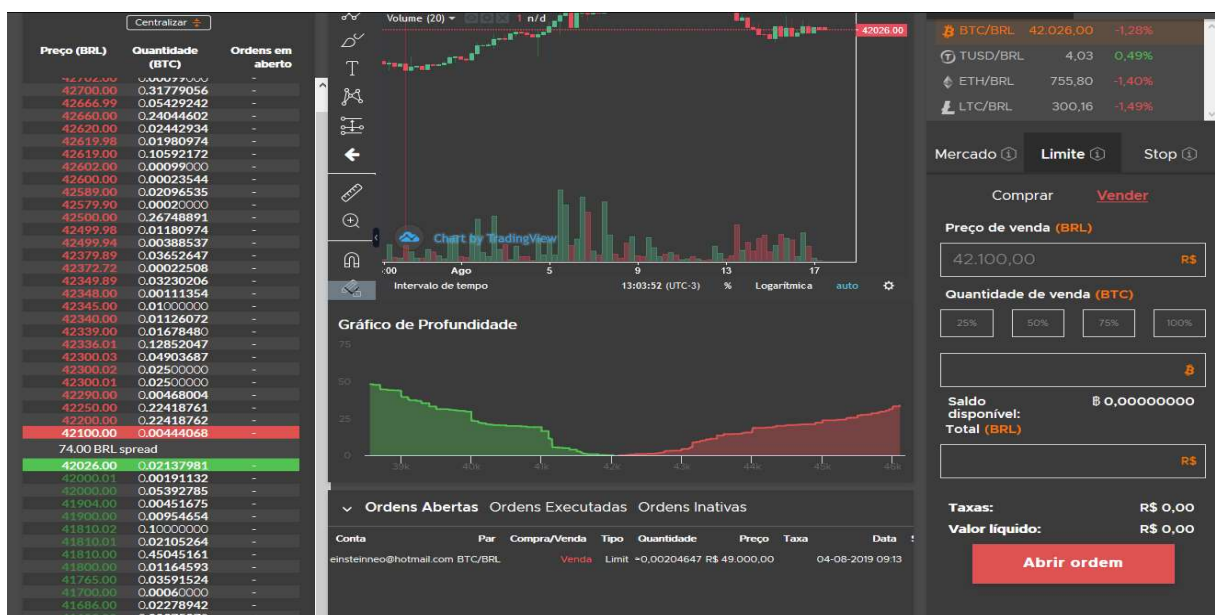 Centralizar
Preço (BRL) Quantidade (BTC) Ordens em aberto
42702.00 0.00099000 -
42700.00 0.31779056 -
42666.99 0.05429242 -
42660.00 0.24044602 -
42620.00 0.02442934 -
42619.98 0.01980974 -
42619.00 0.10592172 -
42602.00 0.00099000 -
42600.00 0.00023544 -
42589.00 0.02096535 -
42579.90 0.00020000 -
42500.00 0.26748891 -
42499.98 0.01180974 -
42499.94 0.00388537 -
42379.89 0.03652647 -
42372.72 0.00022508 -
42349.89 0.03230206 -
42348.00 0.00111354 -
42345.00 0.01000000 -
42340.00 0.01126072 -
42339.00 0.01678480 -
42336.01 0.12852047 -
42300.03 0.04903687 -
42300.02 0.02500000 -
42300.01 0.02500000 -
42290.00 0.00468004 -
42250.00 0.22418761 -
42200.00 0.22418762 -
42100.00 0.00444068 -
74.00 BRL spread
42026.00 0.02137981 -
42000.01 0.00191132 -
42000.00 0.05392785 -
41904.00 0.00451675 -
41900.00 0.00954654 -
41810.02 0.10000000 -
41810.01 0.02105264 -
41810.00 0.45045161 -
41800.00 0.01164593 -
41765.00 0.03591524 -
41700.00 0.00060000 -
41686.00 0.02278942 -
Volume (20) 1 n/d
42026.00
Chart by TradingView
:00 Ago 5 9 13 17
Intervalo de tempo 13:03:52 (UTC-3) % Logarítmica auto
Gráfico de Profundidade
75
50
25
0
39k 40k 41k 42k 43k 44k 45k 46k
Ordens Abertas Ordens Executadas Ordens Inativas
Conta Par Compra/Venda Tipo Quantidade Preço Taxa Data
einsteinneo@hotmail.com BTC/BRL Venda Limit ≈0,00204647 R$ 49.000,00 04-08-2019 09:13
BTC/BRL 42.026,00 -1,28%
TUSD/BRL 4,03 0,49%
ETH/BRL 755,80 -1,40%
LTC/BRL 300,16 -1,49%
Mercado Limite Stop
Comprar Vender
Preço de venda (BRL)
42.100,00 R$
Quantidade de venda (BTC)
25% 50% 75% 100%
Saldo disponível: ฿ 0,00000000
Total (BRL)
R$
Taxas: R$ 0,00
Valor líquido: R$ 0,00
Abrir ordem